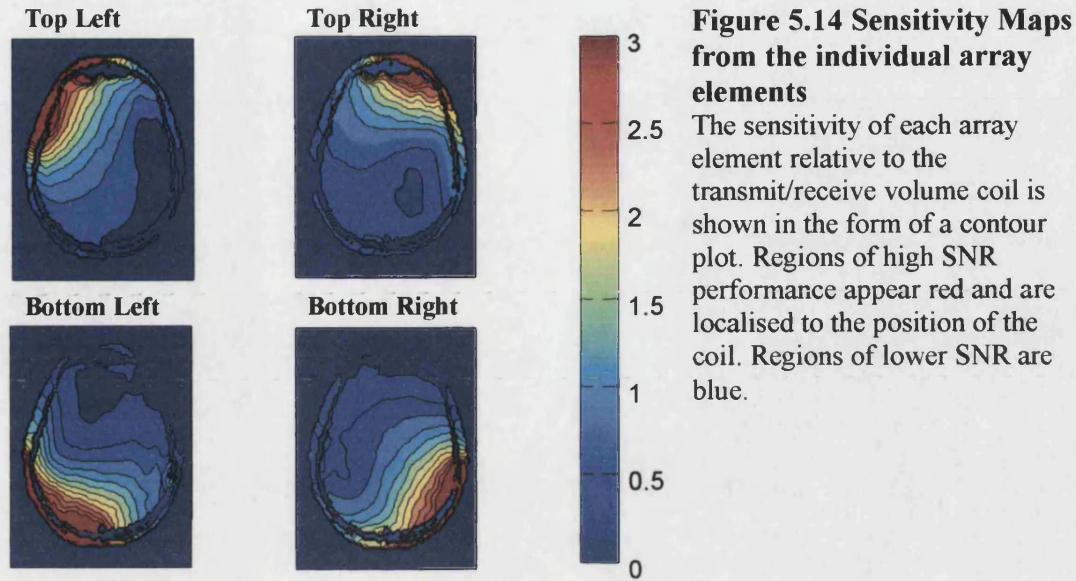 Top Left
Top Right
Bottom Left
Bottom Right
3
2.5
2
1.5
1
0.5
0
Figure 5.14 Sensitivity Maps
from the individual array
elements
The sensitivity of each array
element relative to the
transmit/receive volume coil is
shown in the form of a contour
plot. Regions of high SNR
performance appear red and are
localised to the position of the
coil. Regions of lower SNR are
blue.